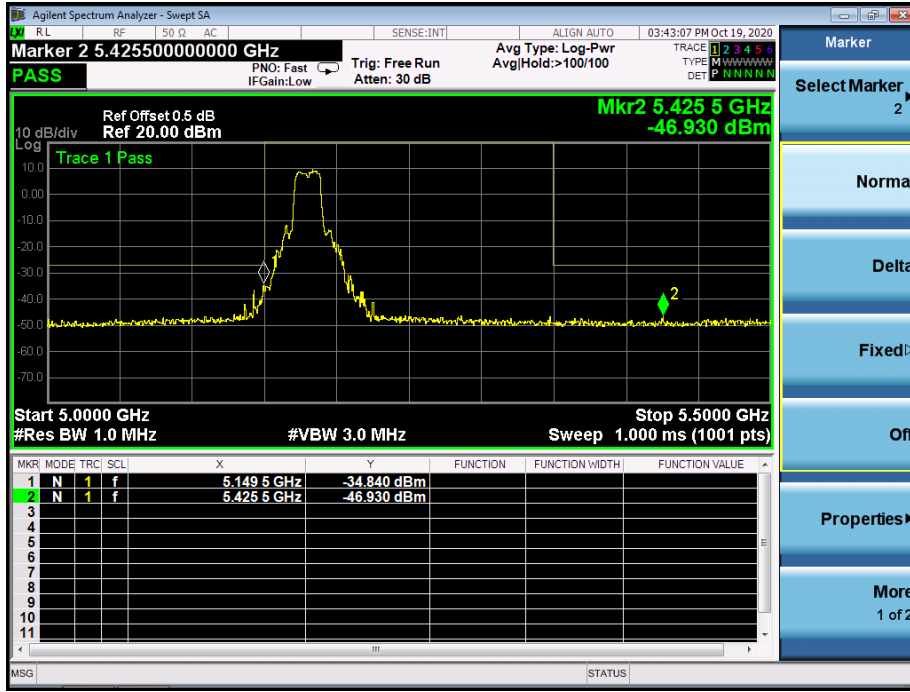 Agilent Spectrum Analyzer - Swept SA
LXI RL RF 50 Ω AC SENSE:INT ALIGN AUTO 03:43:07 PM Oct 19, 2020
Marker 2 5.425500000000 GHz
PASS
PNO: Fast
IFGain:Low
Trig: Free Run
Atten: 30 dB
Avg Type: Log-Pwr
Avg|Hold:>100/100
TRACE 1 2 3 4 5 6
TYPE M W W W W W
DET P N N N N N
Ref Offset 0.5 dB
10 dB/div Ref 20.00 dBm
Log
Mkr2 5.425 5 GHz
-46.930 dBm
Trace 1 Pass
10.0
0.00
-10.0
-20.0
-30.0
-40.0
-50.0
-60.0
-70.0
2
Start 5.0000 GHz Stop 5.5000 GHz
#Res BW 1.0 MHz #VBW 3.0 MHz Sweep 1.000 ms (1001 pts)
MKR MODE TRC SCL X Y FUNCTION FUNCTION WIDTH FUNCTION VALUE
1 N 1 f 5.149 5 GHz -34.840 dBm
2 N 1 f 5.425 5 GHz -46.930 dBm
3
4
5
6
7
8
9
10
11
MSG STATUS
Marker
Select Marker
2
Norma
Delta
Fixed
Off
Properties
More
1 of 2